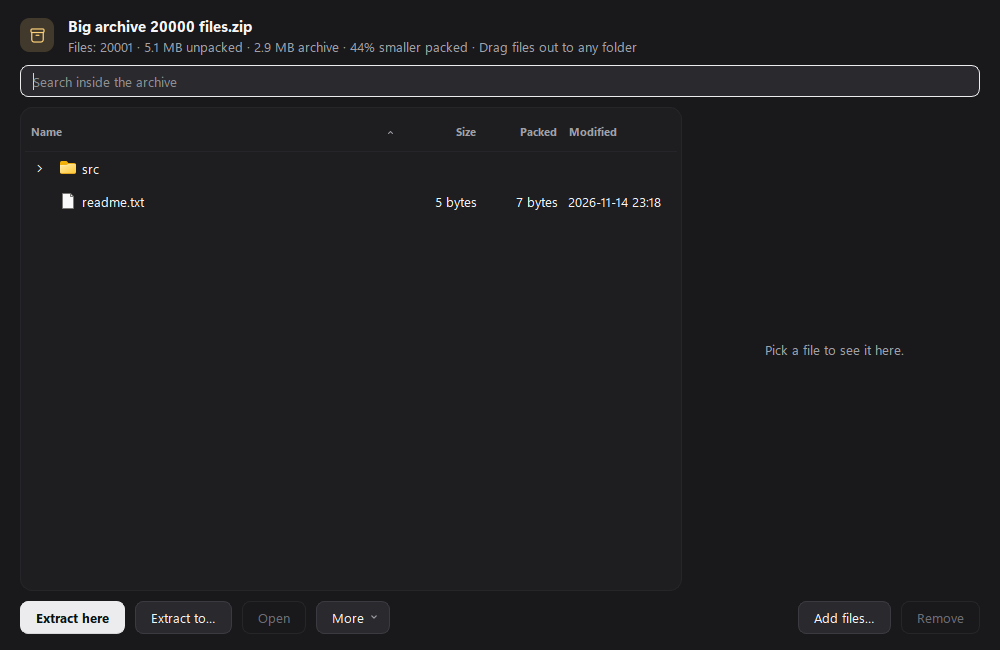 Big archive 20000 files.zip
Files: 20001 · 5.1 MB unpacked · 2.9 MB archive · 44% smaller packed · Drag files out to any folder
Search inside the archive
Name Size Packed Modified
src
readme.txt 5 bytes 7 bytes 2026-11-14 23:18
Pick a file to see it here.
Extract here Extract to... Open More Add files... Remove